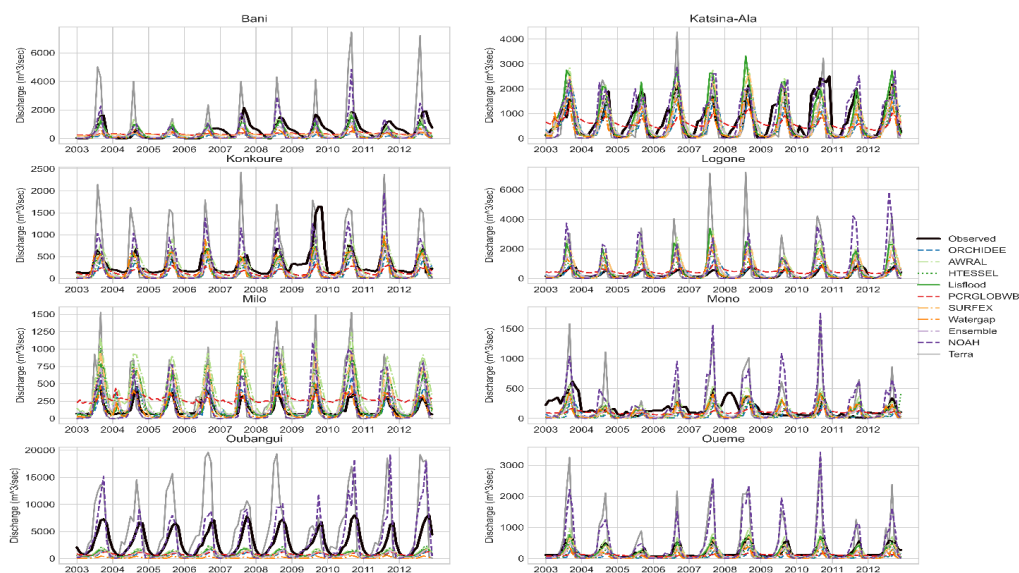 Bani
Katsina-Ala
Discharge (m^3/sec)
6000
4000
2000
0
2003 2004 2005 2006 2007 2008 2009 2010 2011 2012
Discharge (m^3/sec)
4000
3000
2000
1000
0
2003 2004 2005 2006 2007 2008 2009 2010 2011 2012
Konkoure
Logone
Discharge (m^3/sec)
2500
2000
1500
1000
500
0
2003 2004 2005 2006 2007 2008 2009 2010 2011 2012
Discharge (m^3/sec)
6000
4000
2000
0
2003 2004 2005 2006 2007 2008 2009 2010 2011 2012
Observed
ORCHIDEE
AWRAL
HTESSEL
Lisflood
PCRGLOBWB
SURFEX
Watergap
Ensemble
NOAH
Terra
Milo
Mono
Discharge (m^3/sec)
1500
1250
1000
750
500
250
0
2003 2004 2005 2006 2007 2008 2009 2010 2011 2012
Discharge (m^3/sec)
1500
1000
500
0
2003 2004 2005 2006 2007 2008 2009 2010 2011 2012
Oubangui
Oueme
Discharge (m^3/sec)
20000
15000
10000
5000
0
2003 2004 2005 2006 2007 2008 2009 2010 2011 2012
Discharge (m^3/sec)
3000
2000
1000
0
2003 2004 2005 2006 2007 2008 2009 2010 2011 2012